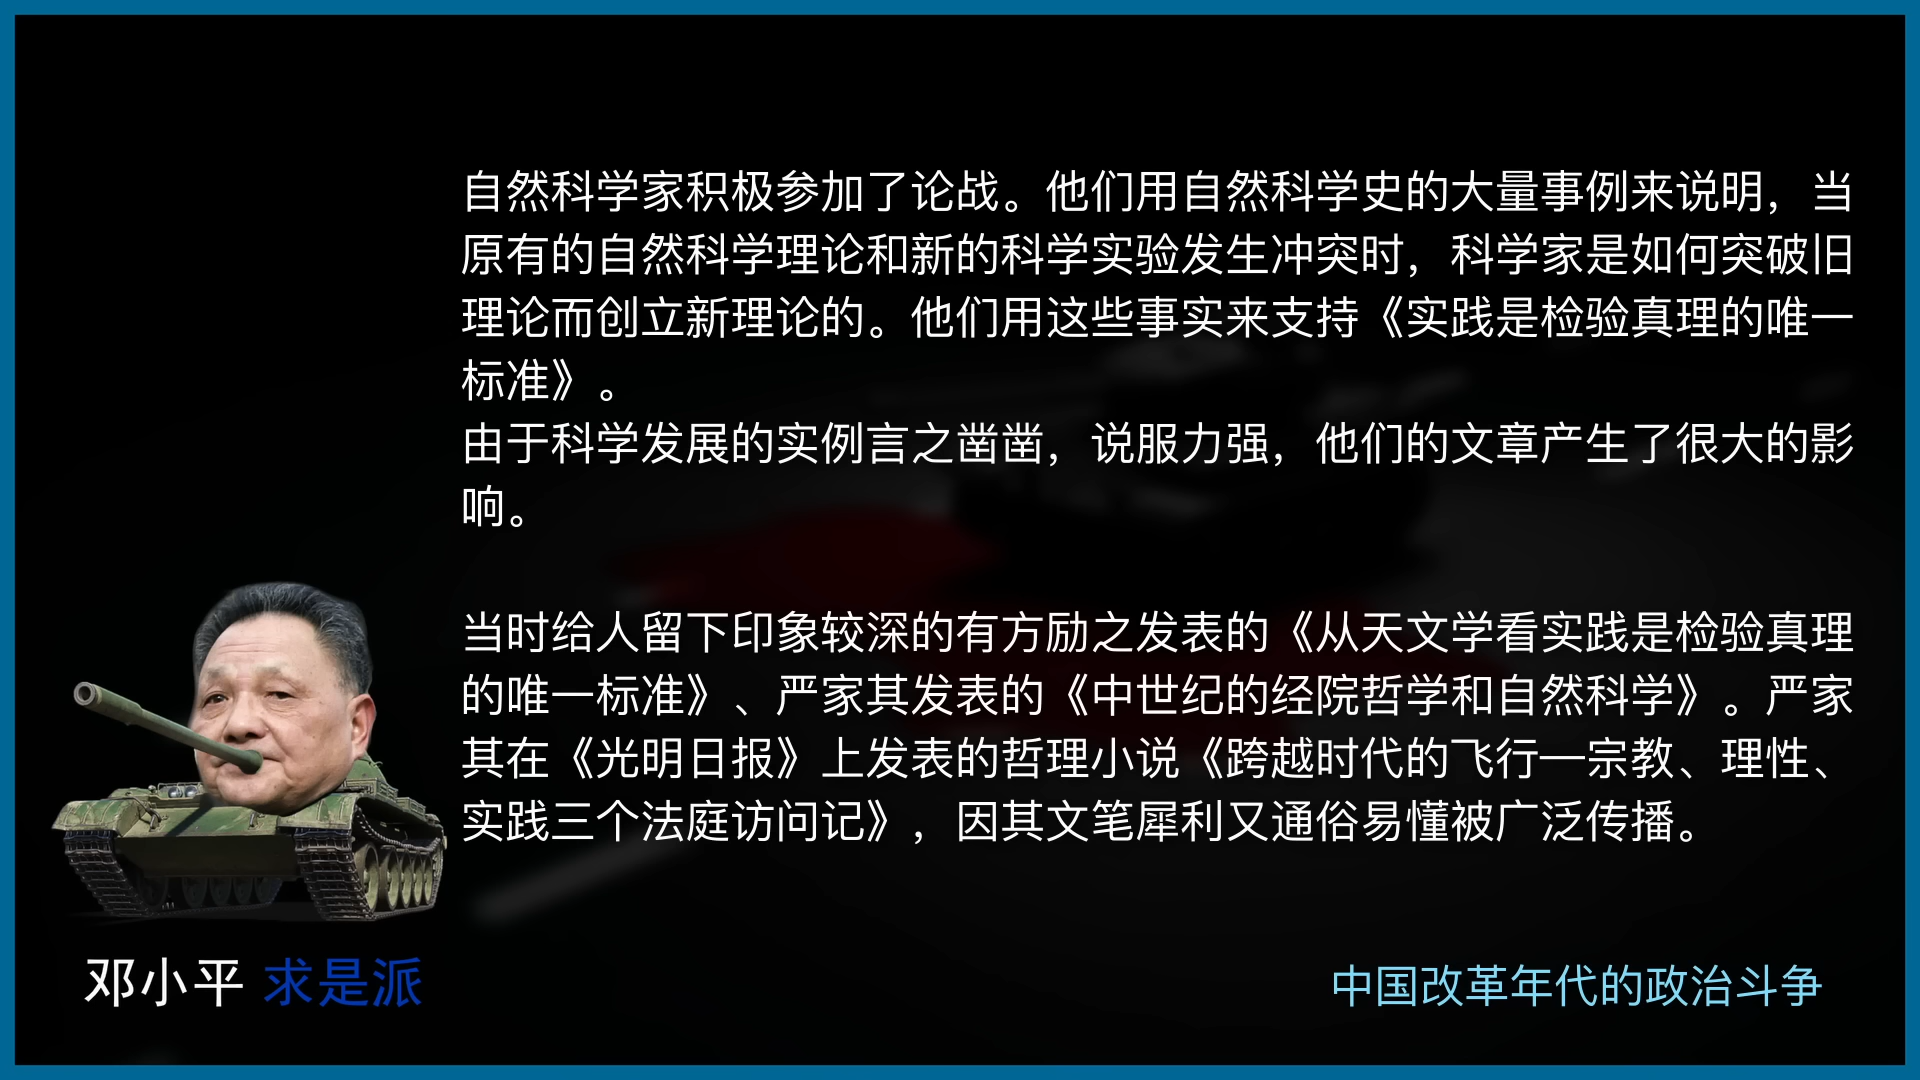 自然科学家积极参加了论战。他们用自然科学史的大量事例来说明，当
原有的自然科学理论和新的科学实验发生冲突时，科学家是如何突破旧
理论而创立新理论的。他们用这些事实来支持《实践是检验真理的唯一
标准》。
由于科学发展的实例言之凿凿，说服力强，他们的文章产生了很大的影
响。
当时给人留下印象较深的有方励之发表的《从天文学看实践是检验真理
的唯一标准》、严家其发表的《中世纪的经院哲学和自然科学》。严家
其在《光明日报》上发表的哲理小说《跨越时代的飞行—宗教、理性、
实践三个法庭访问记》，因其文笔犀利又通俗易懂被广泛传播。
邓小平 求是派
中国改革年代的政治斗争